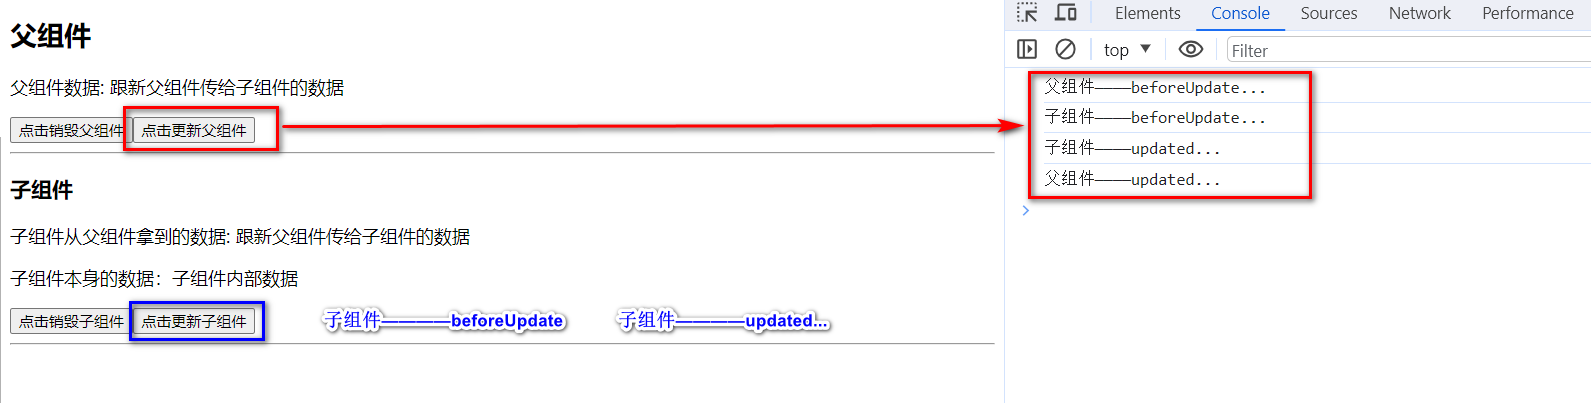 父组件
父组件数据: 跟新父组件传给子组件的数据
点击销毁父组件 点击更新父组件
子组件
子组件从父组件拿到的数据: 跟新父组件传给子组件的数据
子组件本身的数据：子组件内部数据
点击销毁子组件 点击更新子组件 子组件————beforeUpdate 子组件————updated...
Elements Console Sources Network Performance
top ▼ Filter
父组件————beforeUpdate...
子组件————beforeUpdate...
子组件————updated...
父组件————updated...
>